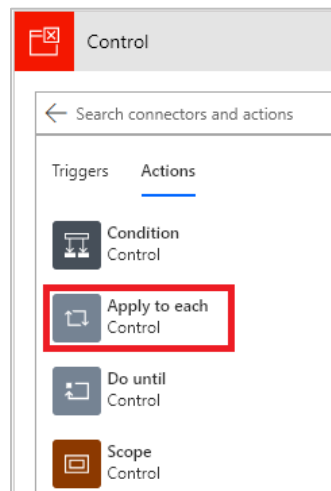 Control
Search connectors and actions
Triggers Actions
Condition
Control
Apply to each
Control
Do until
Control
Scope
Control